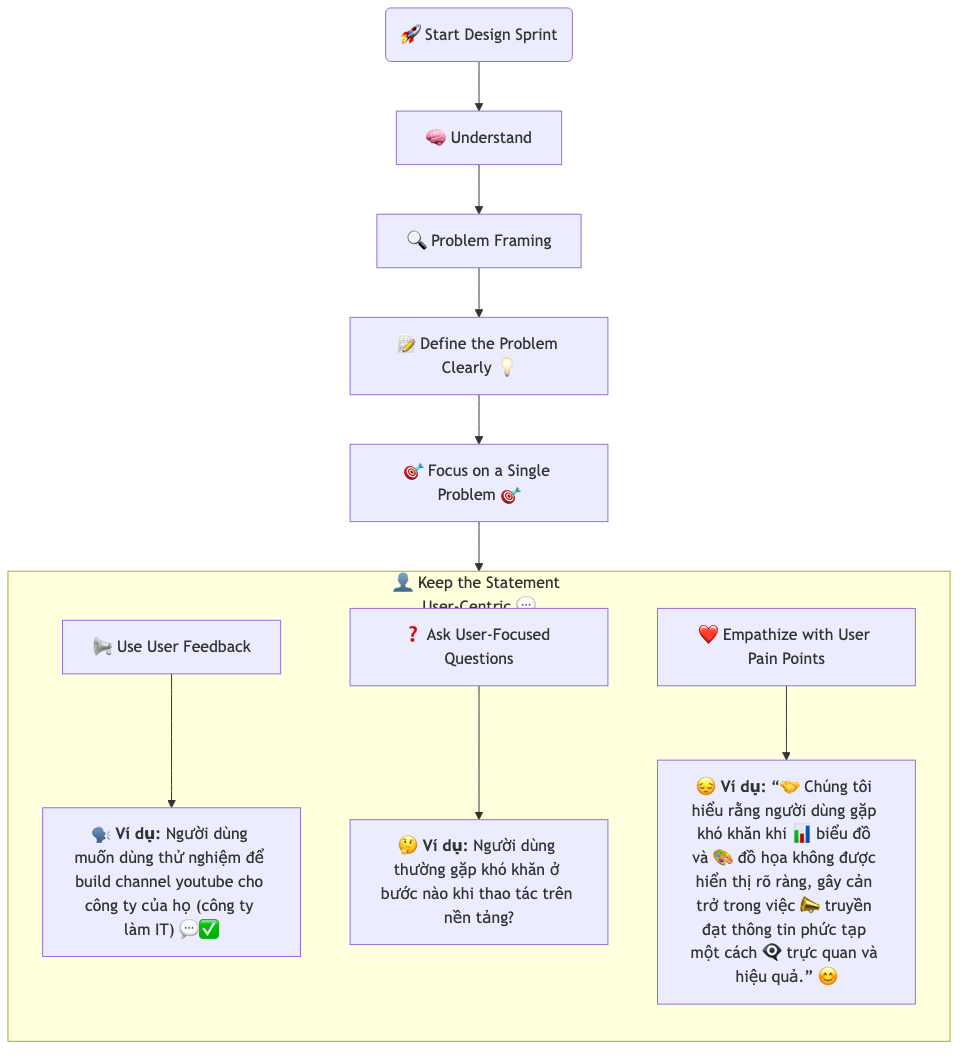 🚀 Start Design Sprint
🧠 Understand
🔍 Problem Framing
📝 Define the Problem
Clearly 💡
🎯 Focus on a Single
Problem 🎯
👤 Keep the Statement
User-Centric 💬
📢 Use User Feedback
🗣️ Ví dụ: Người dùng
muốn dùng thử nghiệm để
build channel youtube cho
công ty của họ (công ty
làm IT) 💬✅
❓ Ask User-Focused
Questions
🤔 Ví dụ: Người dùng
thường gặp khó khăn ở
bước nào khi thao tác trên
nền tảng?
❤️ Empathize with User
Pain Points
😔 Ví dụ: “🤝 Chúng tôi
hiểu rằng người dùng gặp
khó khăn khi 📊 biểu đồ
và 🎨 đồ họa không được
hiển thị rõ ràng, gây cản
trở trong việc 📣 truyền
đạt thông tin phức tạp
một cách 👁️‍🗨️ trực quan và
hiệu quả.” 😊